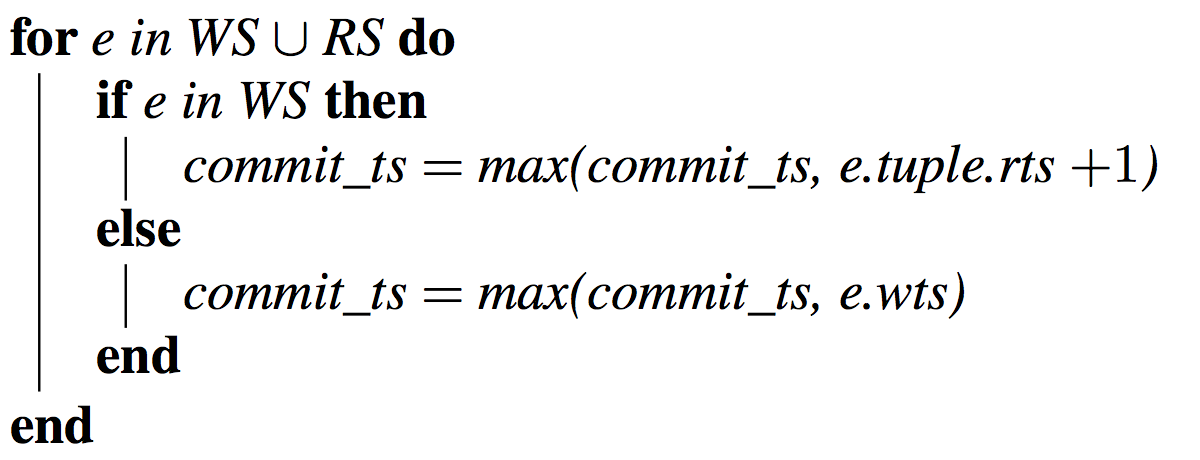 for e in WS ∪ RS do
if e in WS then
commit_ts = max(commit_ts, e.tuple.rts +1)
else
commit_ts = max(commit_ts, e.wts)
end
end